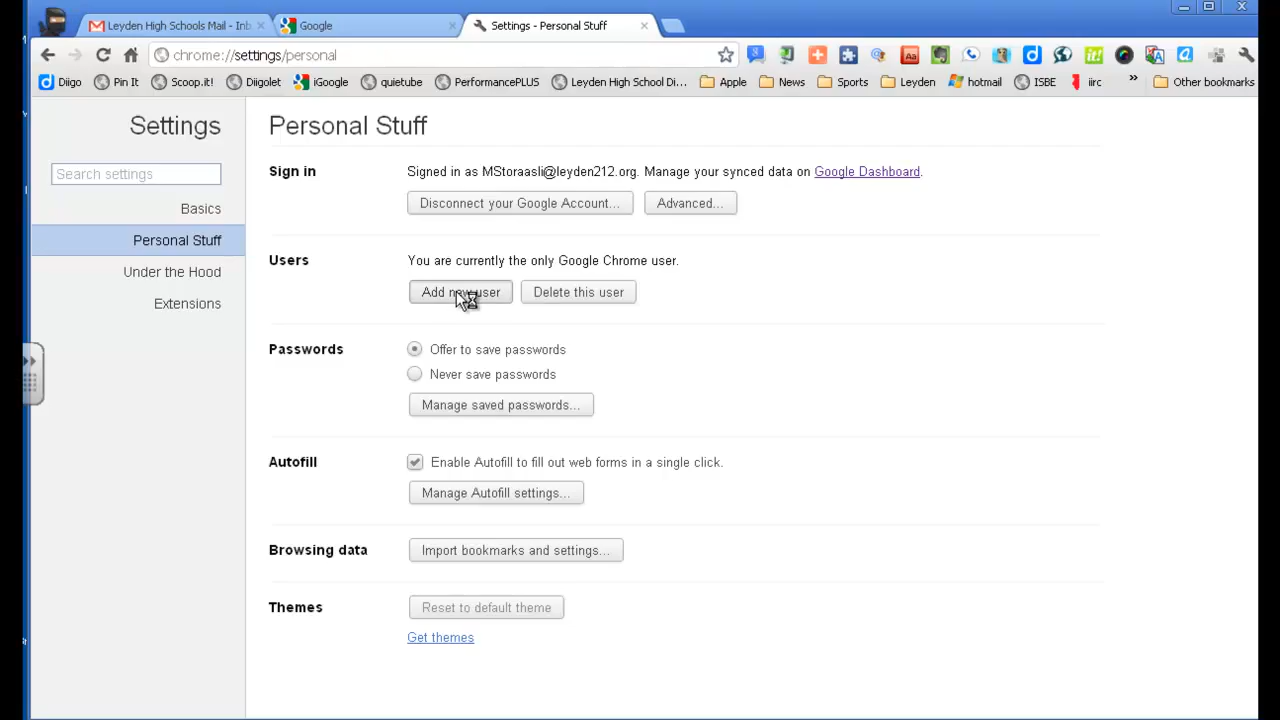 Leyden High Schools Mail - Inb
Google
Settings - Personal Stuff
chrome://settings/personal
Diigo
Pin It
Scoop.it!
Diigolet
iGoogle
quietube
PerformancePLUS
Leyden High School Di...
Apple
News
Sports
Leyden
hotmail
ISBE
iirc
»
Other bookmarks
Settings
Search settings
Basics
Personal Stuff
Under the Hood
Extensions
Personal Stuff
Sign in
Signed in as MStoraasli@leyden212.org. Manage your synced data on Google Dashboard.
Disconnect your Google Account...
Advanced...
Users
You are currently the only Google Chrome user.
Add new user
Delete this user
Passwords
Offer to save passwords
Never save passwords
Manage saved passwords...
Autofill
Enable Autofill to fill out web forms in a single click.
Manage Autofill settings...
Browsing data
Import bookmarks and settings...
Themes
Reset to default theme
Get themes